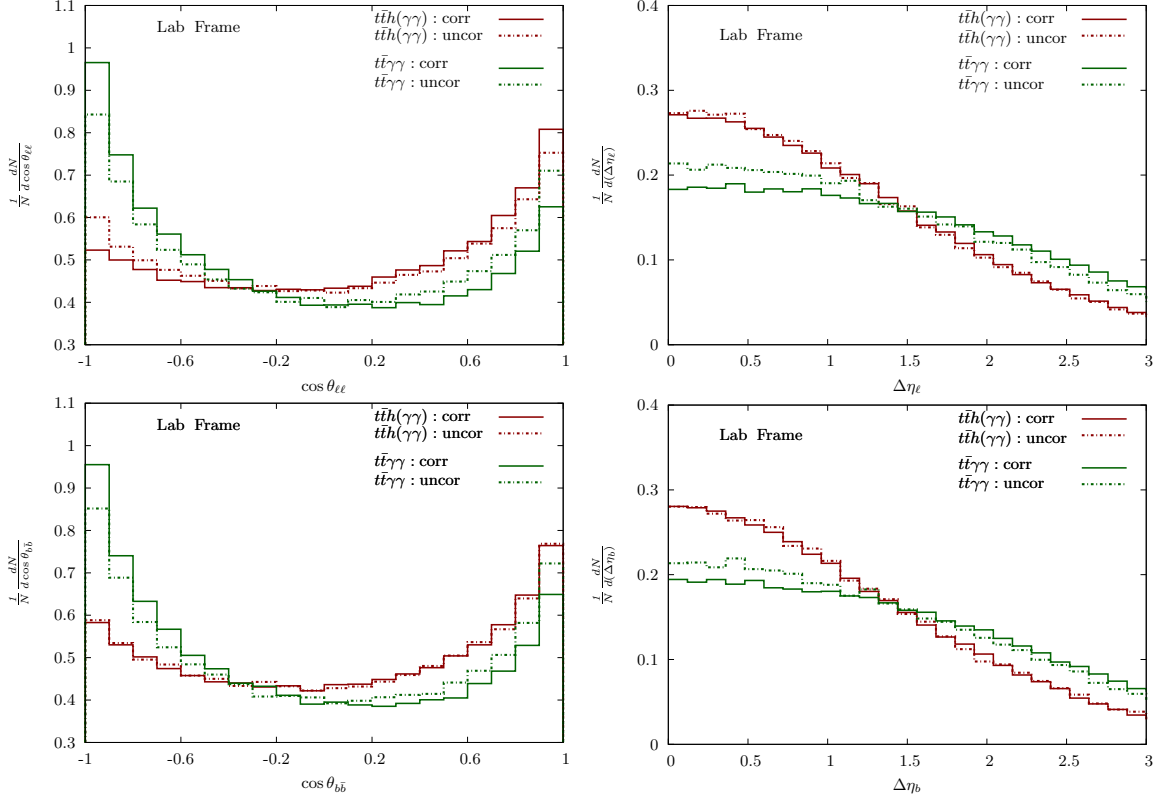 Lab Frame
tt̄h(γγ) : corr
tt̄h(γγ) : uncor
tt̄γγ : corr
tt̄γγ : uncor
1.1
1
0.9
0.8
0.7
0.6
0.5
0.4
0.3
1/N dN/d cos θℓℓ
-1 -0.6 -0.2 0.2 0.6 1
cos θℓℓ
Lab Frame
tt̄h(γγ) : corr
tt̄h(γγ) : uncor
tt̄γγ : corr
tt̄γγ : uncor
0.4
0.3
0.2
0.1
0
1/N dN/d(Δηℓ)
0 0.5 1 1.5 2 2.5 3
Δηℓ
Lab Frame
tt̄h(γγ) : corr
tt̄h(γγ) : uncor
tt̄γγ : corr
tt̄γγ : uncor
1.1
1
0.9
0.8
0.7
0.6
0.5
0.4
0.3
1/N dN/d cos θbb̄
-1 -0.6 -0.2 0.2 0.6 1
cos θbb̄
Lab Frame
tt̄h(γγ) : corr
tt̄h(γγ) : uncor
tt̄γγ : corr
tt̄γγ : uncor
0.4
0.3
0.2
0.1
0
1/N dN/d(Δηb)
0 0.5 1 1.5 2 2.5 3
Δηb